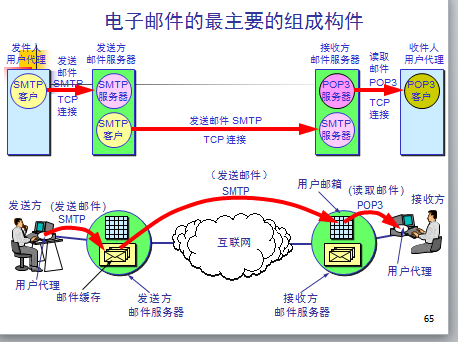 电子邮件的最主要的组成构件
发件人
用户代理
发送
邮件
SMTP
TCP
连接
发送方
邮件服务器
接收方
邮件服务器
读取
邮件
POP3
TCP
连接
收件人
用户代理
SMTP
客户
SMTP
服务器
SMTP
客户
发送邮件 SMTP
TCP 连接
POP3
服务器
SMTP
服务器
POP3
客户
(发送邮件)
SMTP
用户邮箱
发送方
(发送邮件)
SMTP
(读取邮件)
POP3
接收方
互联网
用户代理
邮件缓存
发送方
邮件服务器
接收方
邮件服务器
用户代理
65